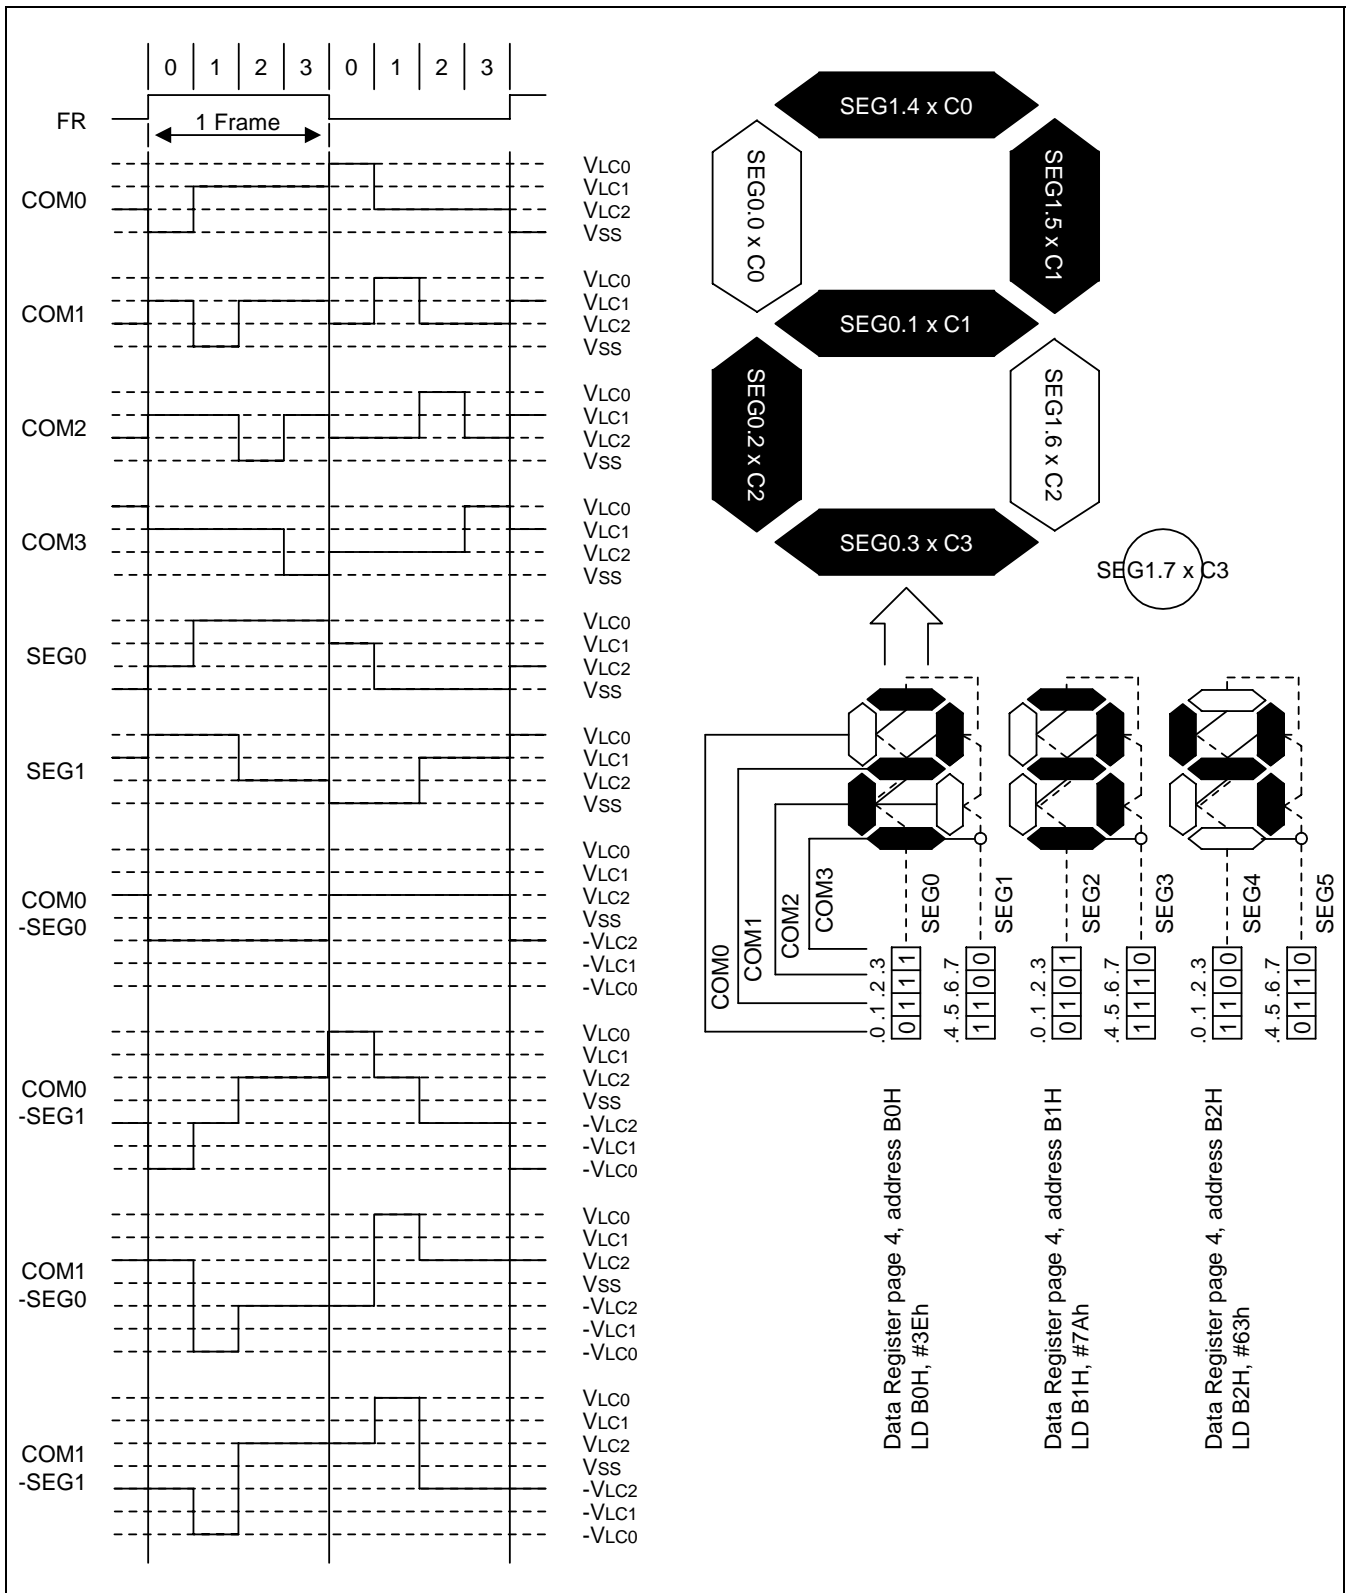 0 1 2 3 0 1 2 3
FR
1 Frame
COM0
VLC0
VLC1
VLC2
VSS
COM1
VLC0
VLC1
VLC2
VSS
COM2
VLC0
VLC1
VLC2
VSS
COM3
VLC0
VLC1
VLC2
VSS
SEG0
VLC0
VLC1
VLC2
VSS
SEG1
VLC0
VLC1
VLC2
VSS
COM0
-SEG0
VLC0
VLC1
VLC2
VSS
-VLC2
-VLC1
-VLC0
COM0
-SEG1
VLC0
VLC1
VLC2
VSS
-VLC2
-VLC1
-VLC0
COM1
-SEG0
VLC0
VLC1
VLC2
VSS
-VLC2
-VLC1
-VLC0
COM1
-SEG1
VLC0
VLC1
VLC2
VSS
-VLC2
-VLC1
-VLC0
SEG1.4 x C0
SEG0.0 x C0
SEG1.5 x C1
SEG0.1 x C1
SEG0.2 x C2
SEG1.6 x C2
SEG0.3 x C3
SEG1.7 x C3
COM0
COM1
COM2
COM3
SEG0
SEG1
SEG2
SEG3
SEG4
SEG5
.0 .1 .2 .3
0 1 1 1
.4 .5 .6 .7
1 1 0 0
.0 .1 .2 .3
0 1 0 1
.4 .5 .6 .7
1 1 1 0
.0 .1 .2 .3
1 1 0 0
.4 .5 .6 .7
0 1 1 0
Data Register page 4, address B0H
LD B0H, #3Eh
Data Register page 4, address B1H
LD B1H, #7Ah
Data Register page 4, address B2H
LD B2H, #63h